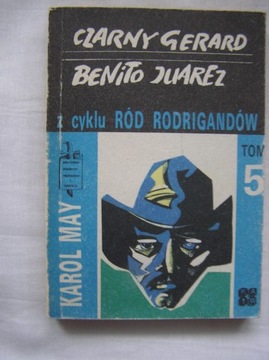 CZARNY GERARD
BENITO JUAREZ
z cyklu RÓD RODRIGANDÓW
TOM
5
KAROL MAY